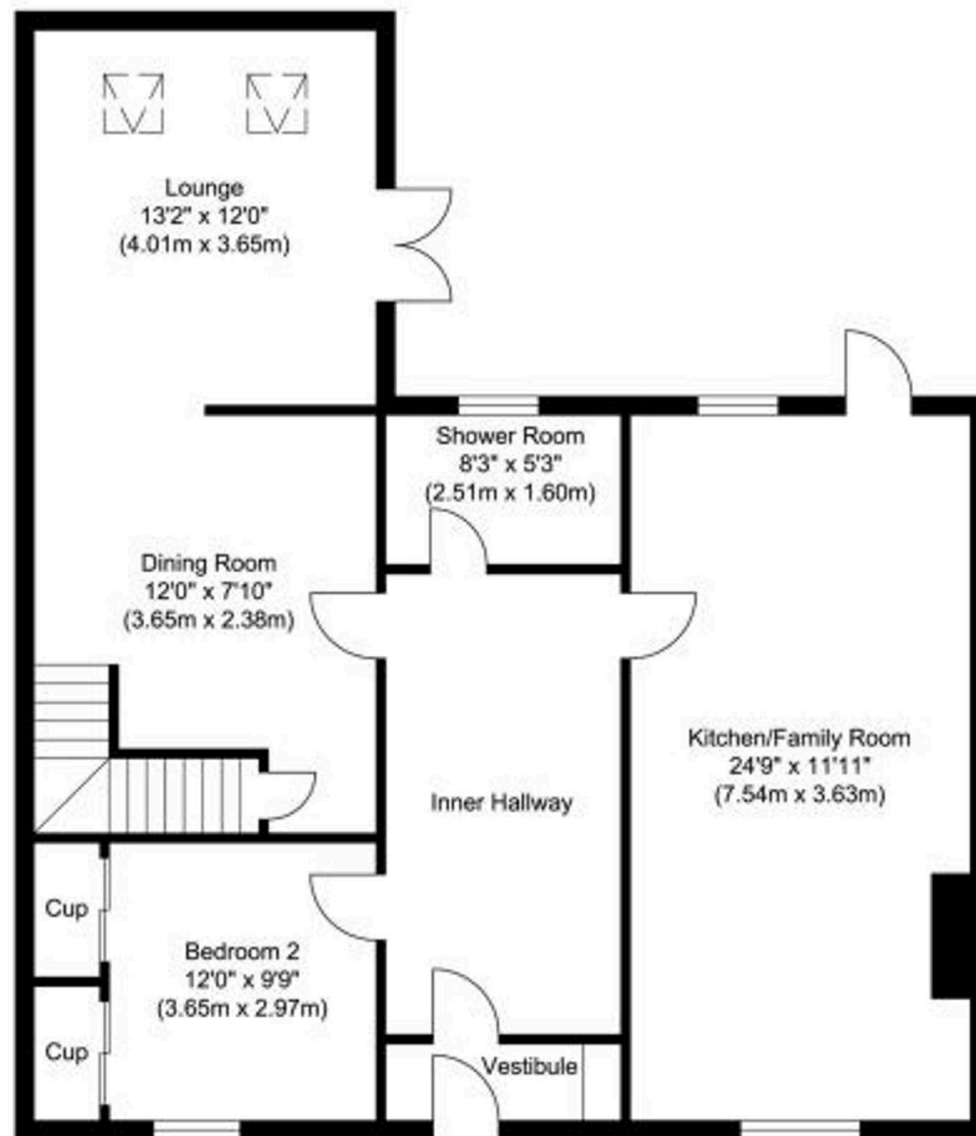 Lounge
13'2" x 12'0"
(4.01m x 3.65m)
Shower Room
8'3" x 5'3"
(2.51m x 1.60m)
Dining Room
12'0" x 7'10"
(3.65m x 2.38m)
Kitchen/Family Room
24'9" x 11'11"
(7.54m x 3.63m)
Inner Hallway
Cup
Bedroom 2
12'0" x 9'9"
(3.65m x 2.97m)
Cup
Vestibule